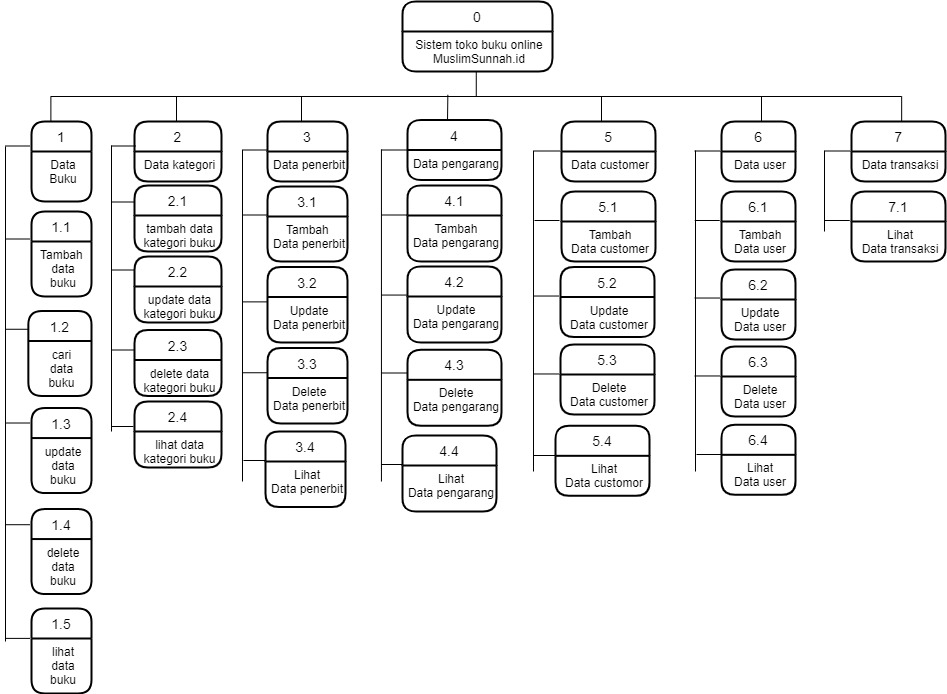 0
Sistem toko buku online
MuslimSunnah.id
1
Data
Buku
1.1
Tambah
data
buku
1.2
cari
data
buku
1.3
update
data
buku
1.4
delete
data
buku
1.5
lihat
data
buku
2
Data kategori
2.1
tambah data
kategori buku
2.2
update data
kategori buku
2.3
delete data
kategori buku
2.4
lihat data
kategori buku
3
Data penerbit
3.1
Tambah
Data penerbit
3.2
Update
Data penerbit
3.3
Delete
Data penerbit
3.4
Lihat
Data penerbit
4
Data pengarang
4.1
Tambah
Data pengarang
4.2
Update
Data pengarang
4.3
Delete
Data pengarang
4.4
Lihat
Data pengarang
5
Data customer
5.1
Tambah
Data customer
5.2
Update
Data customer
5.3
Delete
Data customer
5.4
Lihat
Data customor
6
Data user
6.1
Tambah
Data user
6.2
Update
Data user
6.3
Delete
Data user
6.4
Lihat
Data user
7
Data transaksi
7.1
Lihat
Data transaksi